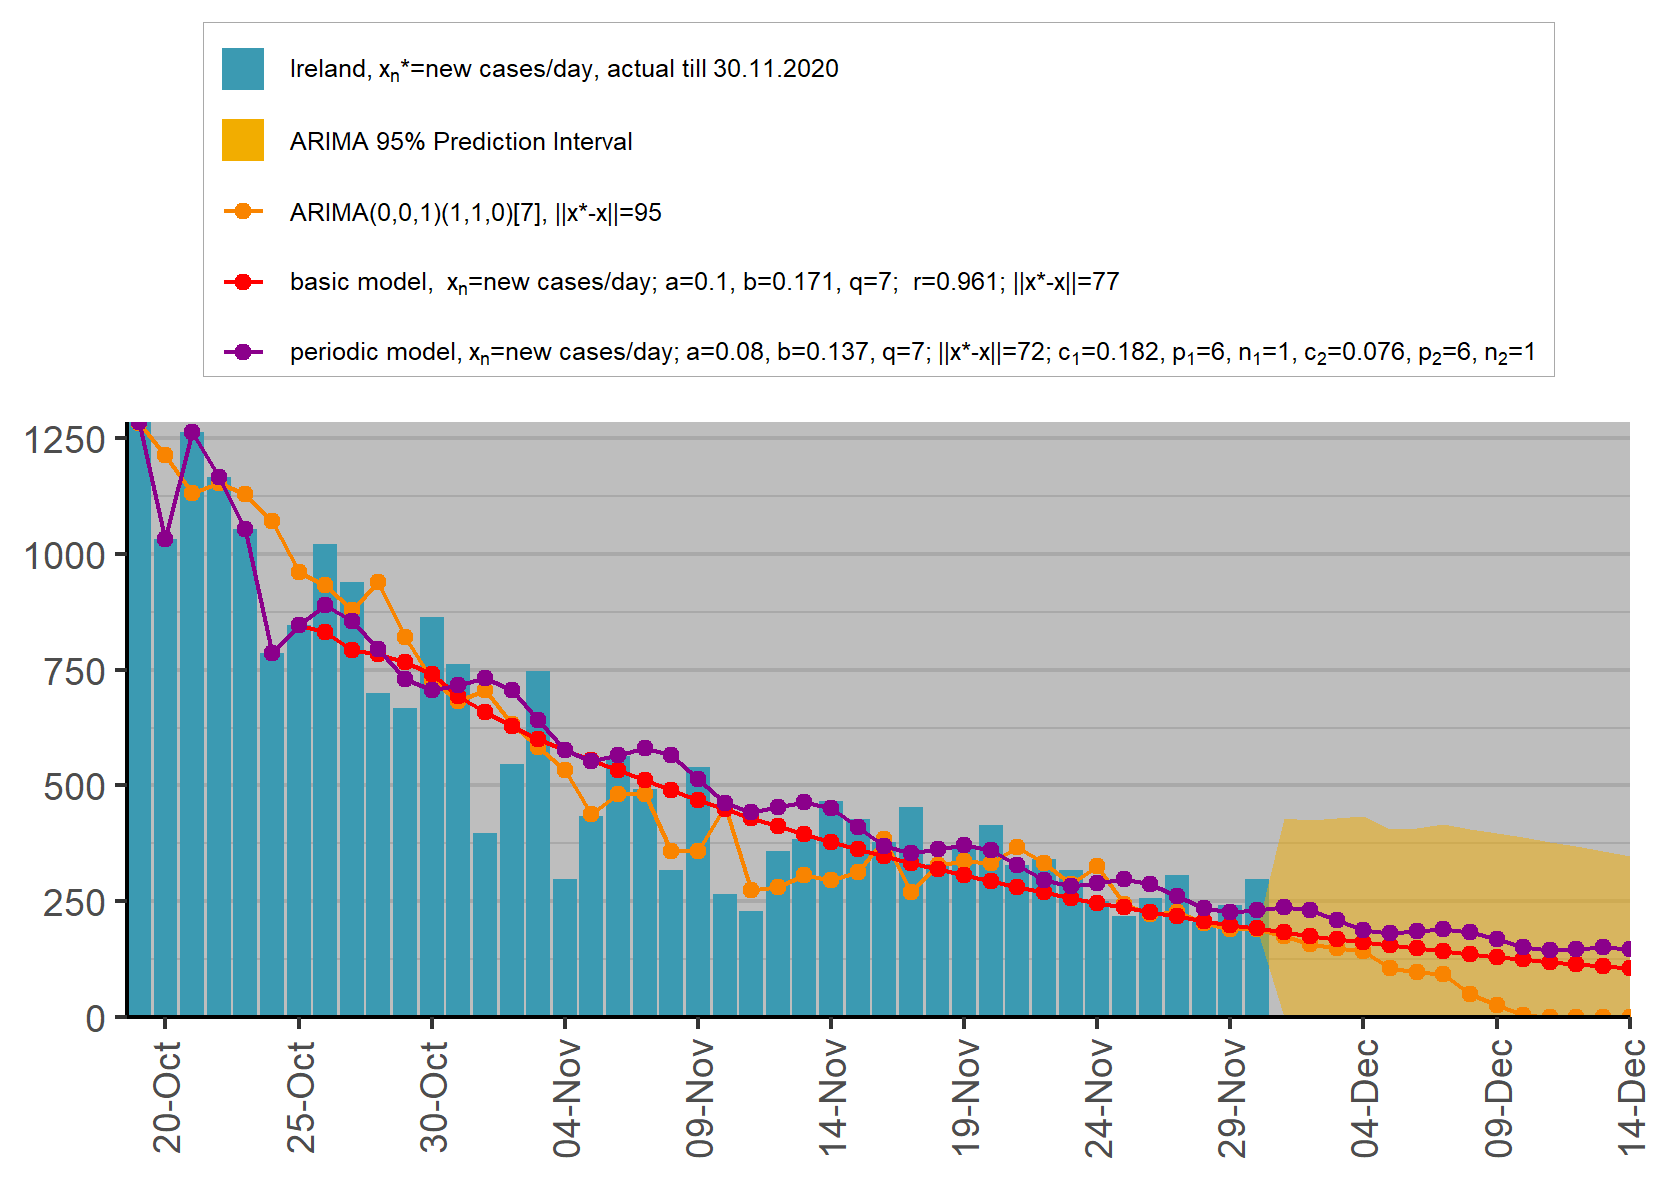 Ireland, xₙ*=new cases/day, actual till 30.11.2020
ARIMA 95% Prediction Interval
ARIMA(0,0,1)(1,1,0)[7], ||x*-x||=95
basic model,  xₙ=new cases/day; a=0.1, b=0.171, q=7;  r=0.961; ||x*-x||=77
periodic model, xₙ=new cases/day; a=0.08, b=0.137, q=7; ||x*-x||=72; c₁=0.182, p₁=6, n₁=1, c₂=0.076, p₂=6, n₂=1
1250
1000
750
500
250
0
20-Oct
25-Oct
30-Oct
04-Nov
09-Nov
14-Nov
19-Nov
24-Nov
29-Nov
04-Dec
09-Dec
14-Dec